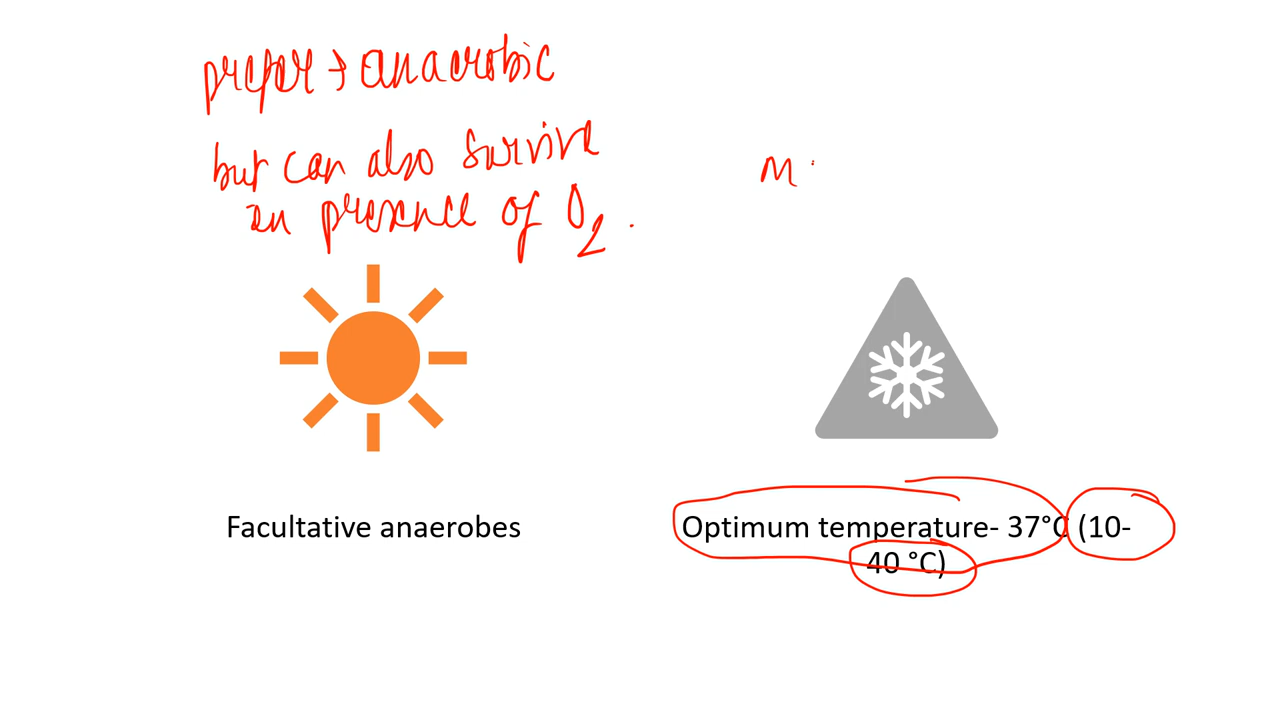 prefer → anaerobic
but can also survive
in presence of O₂.
M
Facultative anaerobes
Optimum temperature- 37°C (10-
40 °C)